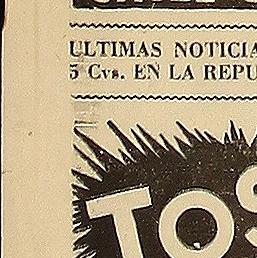 ULTIMAS NOTICIA
5 Cvs. EN LA REPU
TOS